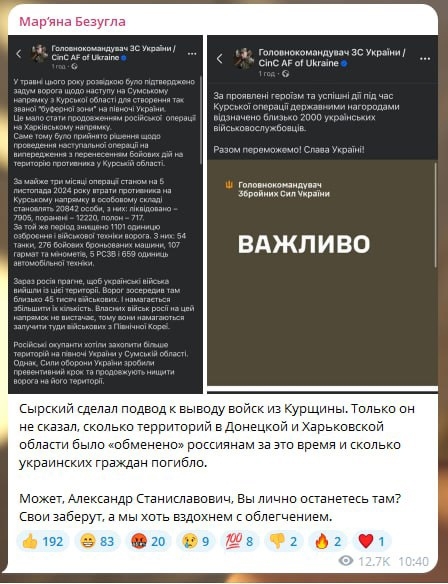 Мар'яна Безугла
Головнокомандувач ЗС України /
CinC AF of Ukraine
1 год
У травні цього року розвідкою було підтверджено
задум ворога щодо наступу на Сумському
напрямку з Курської області для створення так
званої "буферної зони" на півночі України.
Це мало стати продовженням російської операції
на Харківському напрямку.
Саме тому було прийнято рішення щодо
проведення наступальної операції на
випередження з перенесенням бойових дій на
територію противника у Курській області.
За майже три місяці операції станом на 5
листопада 2024 року втрати противника на
Курському напрямку в особовому складі
становлять 20842 особи, з них: ліквідовано –
7905, поранені – 12220, полон – 717.
За той же період знищено 1101 одиницю
озброєння і військової техніки ворога. З них: 54
танки, 276 бойових броньованих машини, 107
гармат та мінометів, 5 РСЗВ і 659 одиниць
автомобільної техніки.
Зараз росія прагне, щоб українські війська
вийшли із цієї території. Ворог зосередив там
близько 45 тисяч військових. І намагається
збільшити їх кількість. Власних військ росії на цей
напрямок не вистачає, тому вони намагаються
залучити туди військових з Північної Кореї.
Російські окупанти хотіли захопити більше
територій на півночі України у Сумській області.
Однак, Сили оборони України зробили
превентивний крок та продовжують нищити
ворога на його території.
Головнокомандувач ЗС України /
CinC AF of Ukraine
1 год
За проявлені героїзм та успішні дії під час
Курської операції державними нагородами
відзначено близько 2000 українських
військовослужбовців.
Разом переможемо! Слава Україні!
Головнокомандувач
Збройних Сил України
ВАЖЛИВО
Сырский сделал подвод к выводу войск из Курщины. Только он
не сказал, сколько территорий в Донецкой и Харьковской
области было «обменено» россиянам за это время и сколько
украинских граждан погибло.
Может, Александр Станиславович, Вы лично останетесь там?
Свои заберут, а мы хоть вздохнем с облегчением.
192 83 20 9 8 2 2 1
12.7K 10:40